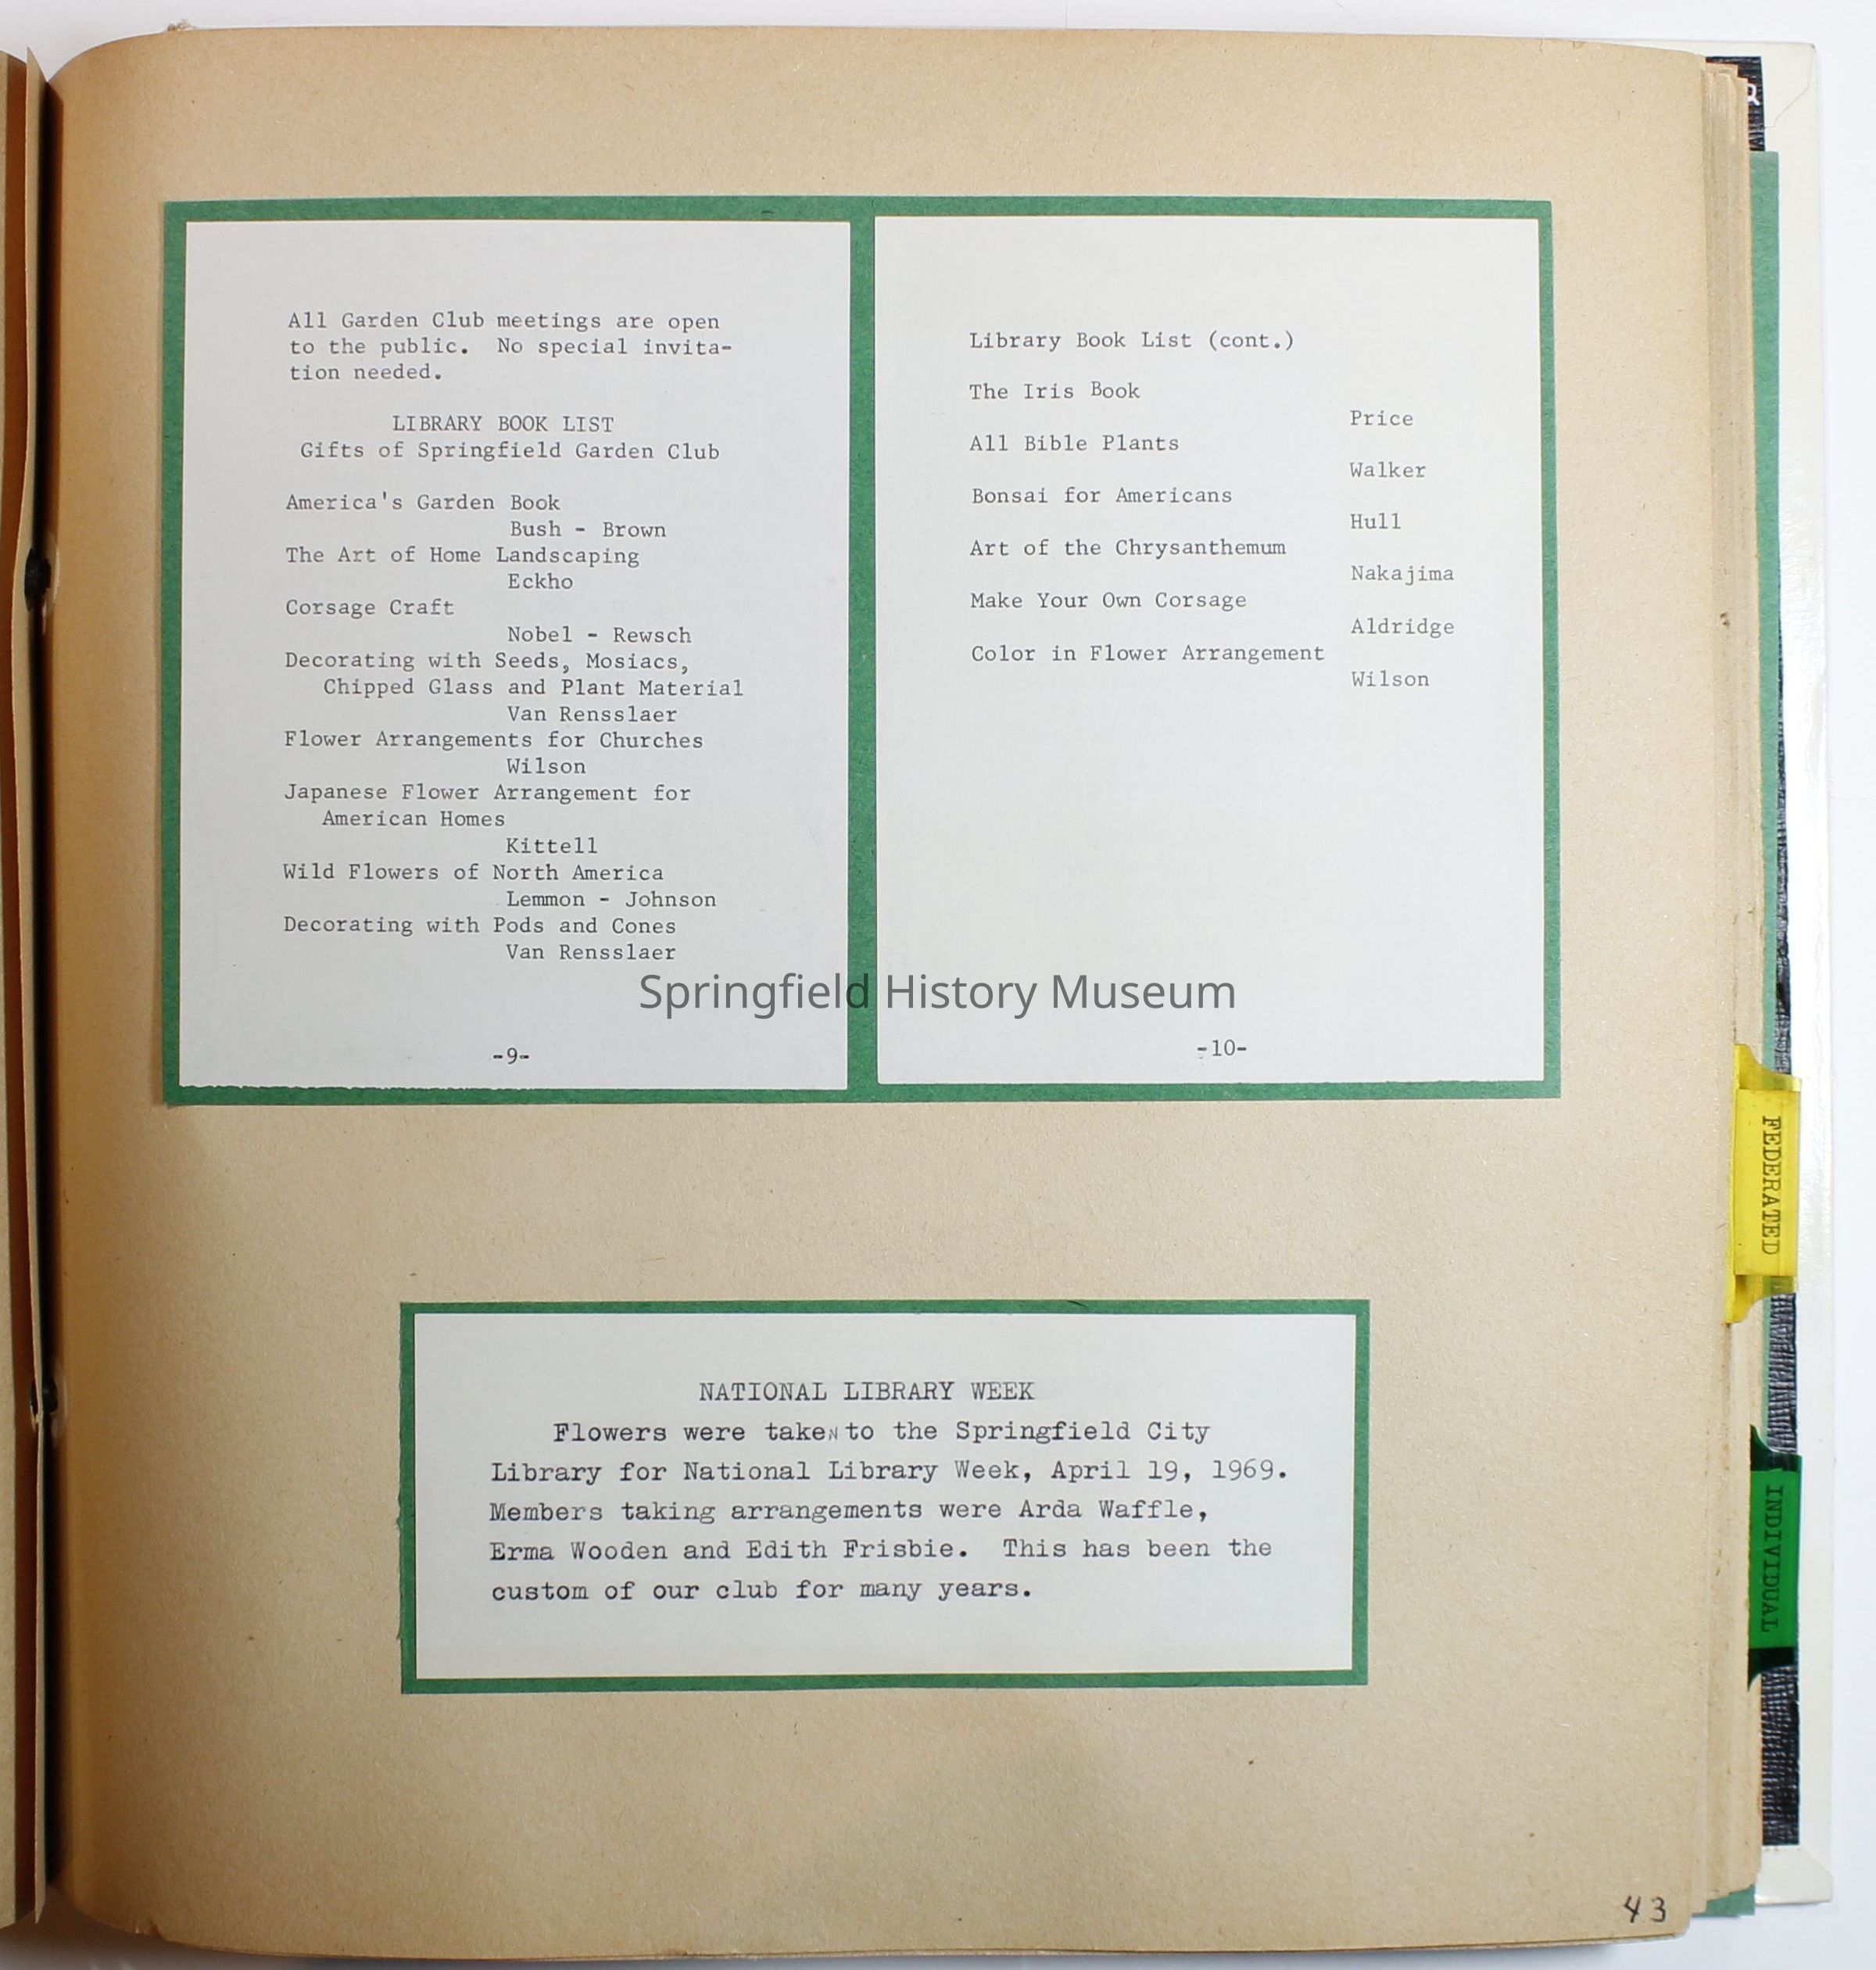 All Garden Club meetings are open
to the public. No special invita-
tion needed.
LIBRARY BOOK LIST
Gifts of Springfield Garden Club
America's Garden Book
Bush - Brown
The Art of Home Landscaping
Eckho
Corsage Craft
Nobel - Rewsch
Decorating with Seeds, Mosiacs,
Chipped Glass and Plant Material
Van Rensslaer
Flower Arrangements for Churches
Wilson
Japanese Flower Arrangement for
American Homes
Kittell
Wild Flowers of North America
Lemmon - Johnson
Decorating with Pods and Cones
Van Rensslaer
-9-
Library Book List (cont.)
The Iris Book
Price
All Bible Plants
Walker
Bonsai for Americans
Hull
Art of the Chrysanthemum
Nakajima
Make Your Own Corsage
Aldridge
Color in Flower Arrangement
Wilson
-10-
Springfield History Museum
FEDERATED
NATIONAL LIBRARY WEEK
Flowers were taken to the Springfield City
Library for National Library Week, April 19, 1969.
Members taking arrangements were Arda Waffle,
Erma Wooden and Edith Frisbie. This has been the
custom of our club for many years.
INDIVIDUAL
43